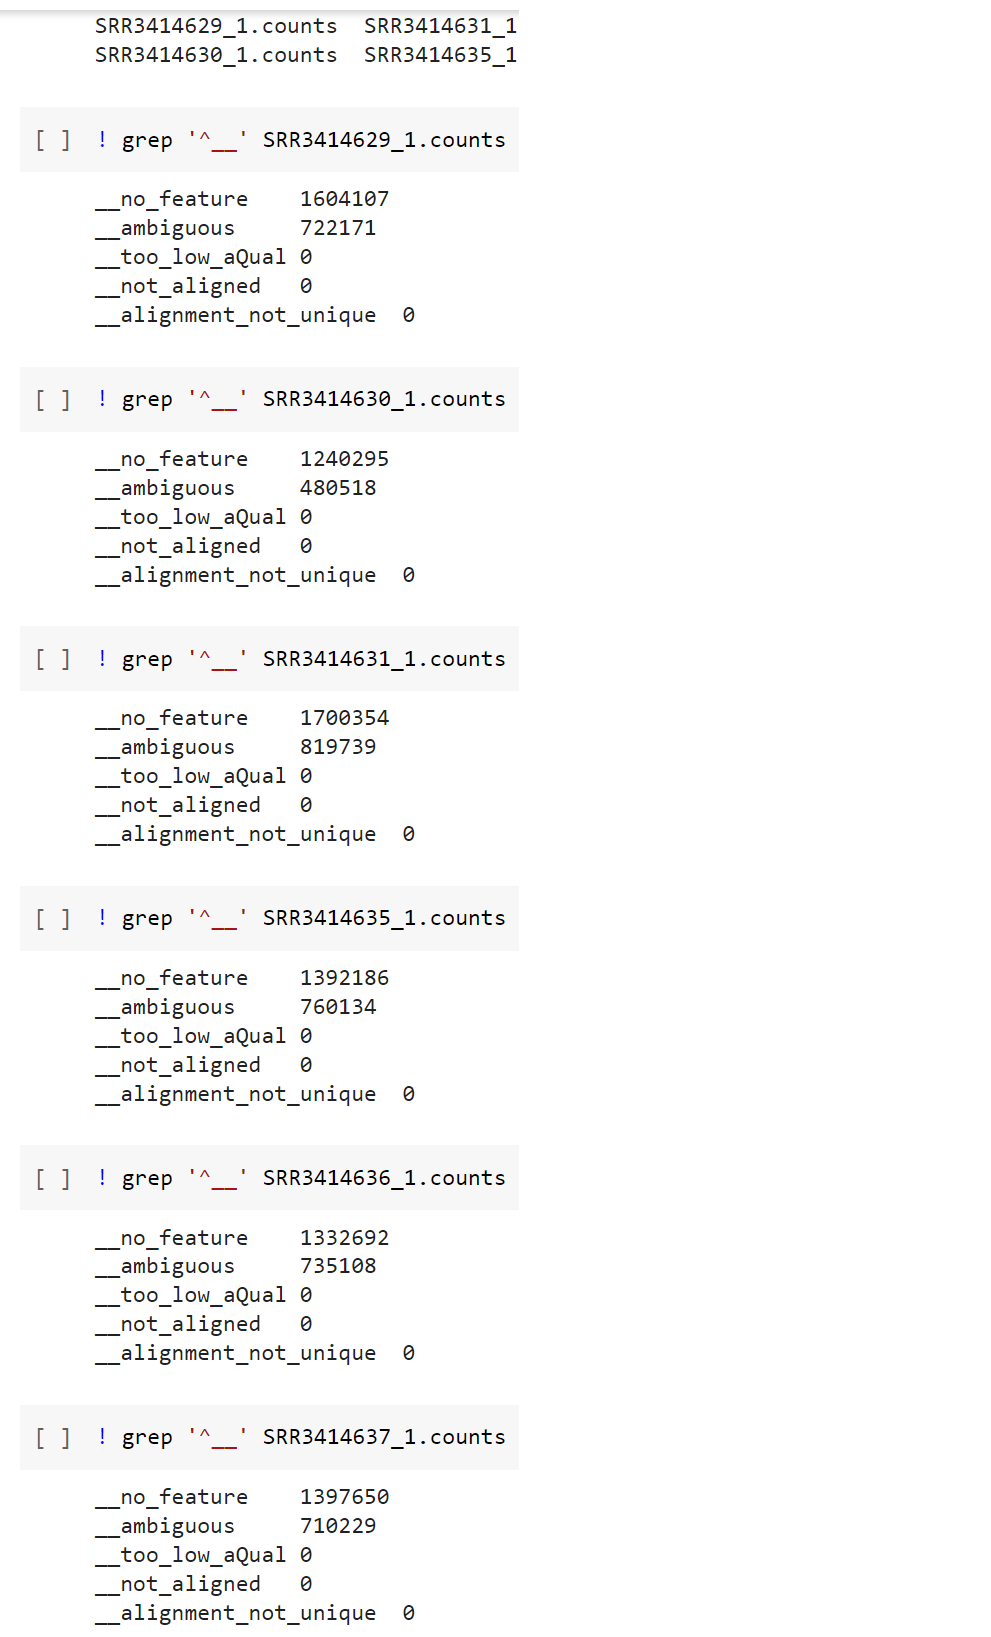 SRR3414629_1.counts  SRR3414631_1
SRR3414630_1.counts  SRR3414635_1
[ ] ! grep '^__' SRR3414629_1.counts
__no_feature    1604107
__ambiguous     722171
__too_low_aQual 0
__not_aligned   0
__alignment_not_unique  0
[ ] ! grep '^__' SRR3414630_1.counts
__no_feature    1240295
__ambiguous     480518
__too_low_aQual 0
__not_aligned   0
__alignment_not_unique  0
[ ] ! grep '^__' SRR3414631_1.counts
__no_feature    1700354
__ambiguous     819739
__too_low_aQual 0
__not_aligned   0
__alignment_not_unique  0
[ ] ! grep '^__' SRR3414635_1.counts
__no_feature    1392186
__ambiguous     760134
__too_low_aQual 0
__not_aligned   0
__alignment_not_unique  0
[ ] ! grep '^__' SRR3414636_1.counts
__no_feature    1332692
__ambiguous     735108
__too_low_aQual 0
__not_aligned   0
__alignment_not_unique  0
[ ] ! grep '^__' SRR3414637_1.counts
__no_feature    1397650
__ambiguous     710229
__too_low_aQual 0
__not_aligned   0
__alignment_not_unique  0